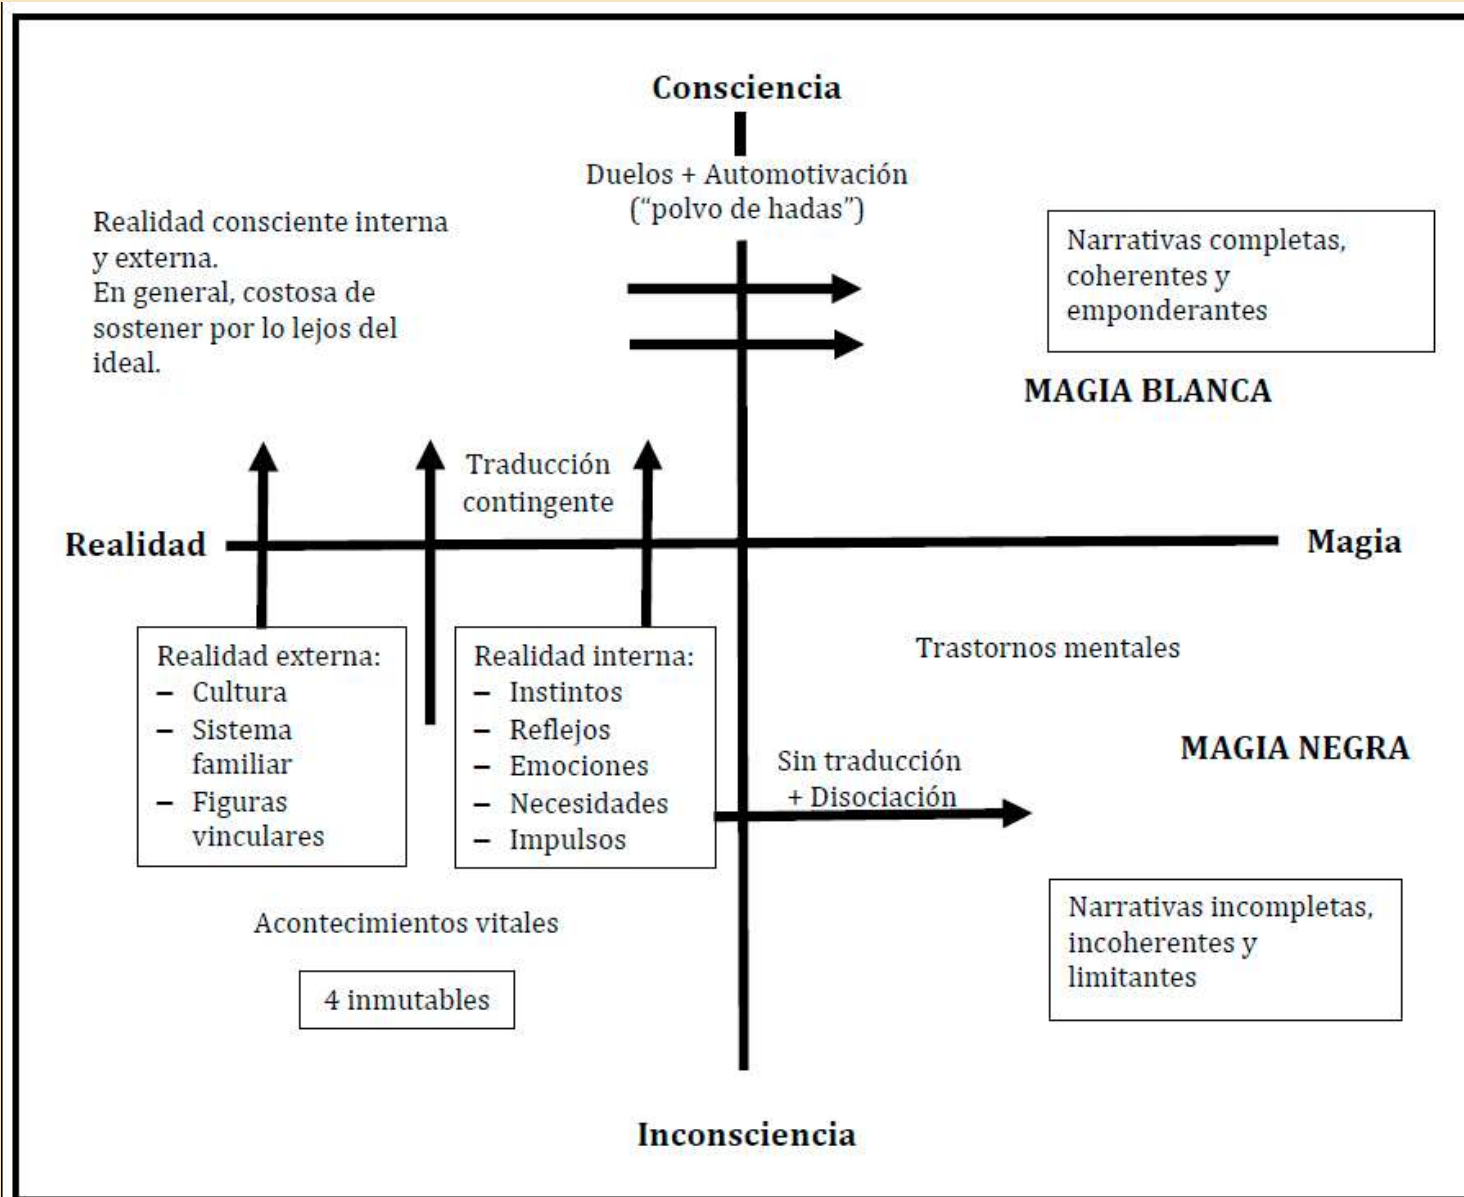 Consciencia
Duelos + Automotivación
(“polvo de hadas”)
Realidad consciente interna
y externa.
En general, costosa de
sostener por lo lejos del
ideal.
Narrativas completas,
coherentes y
emponderantes
MAGIA BLANCA
Traducción
contingente
Realidad
Magia
Realidad externa:
– Cultura
– Sistema
familiar
– Figuras
vinculares
Realidad interna:
– Instintos
– Reflejos
– Emociones
– Necesidades
– Impulsos
Trastornos mentales
MAGIA NEGRA
Sin traducción
+ Disociación
Acontecimientos vitales
4 inmutables
Narrativas incompletas,
incoherentes y
limitantes
Inconsciencia